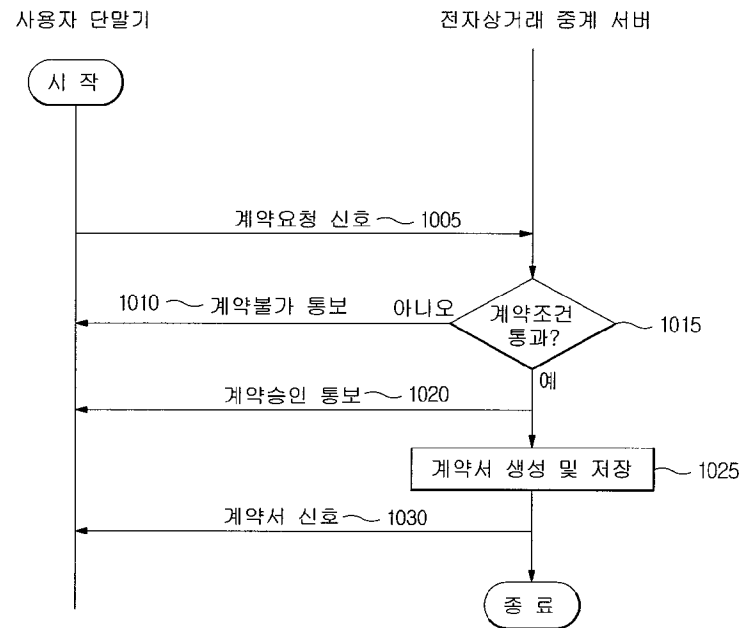 사용자 단말기
전자상거래 중계 서버
시 작
계약요청 신호 1005
1010 계약불가 통보
아니오
계약조건
통과?
1015
예
계약승인 통보 1020
계약서 생성 및 저장
1025
계약서 신호 1030
종 료